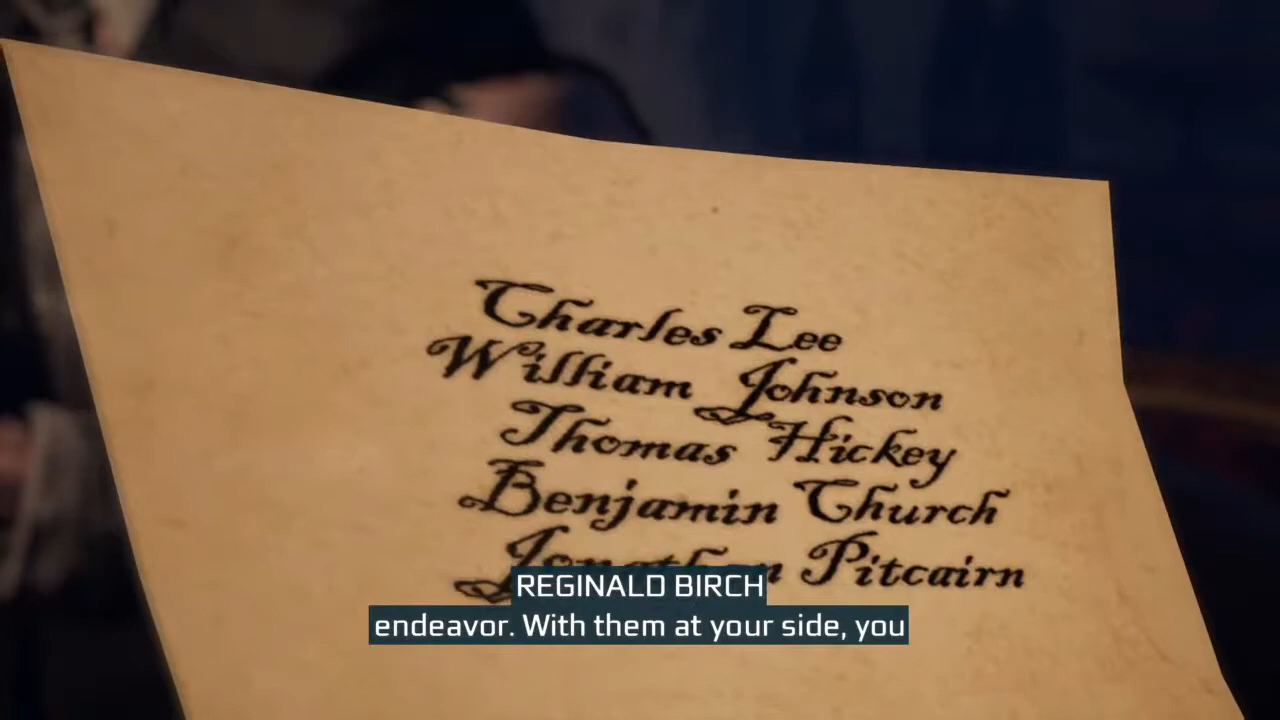 Charles Lee
William Johnson
Thomas Hickey
Benjamin Church
Pitcairn
REGINALD BIRCH
endeavor. With them at your side, you